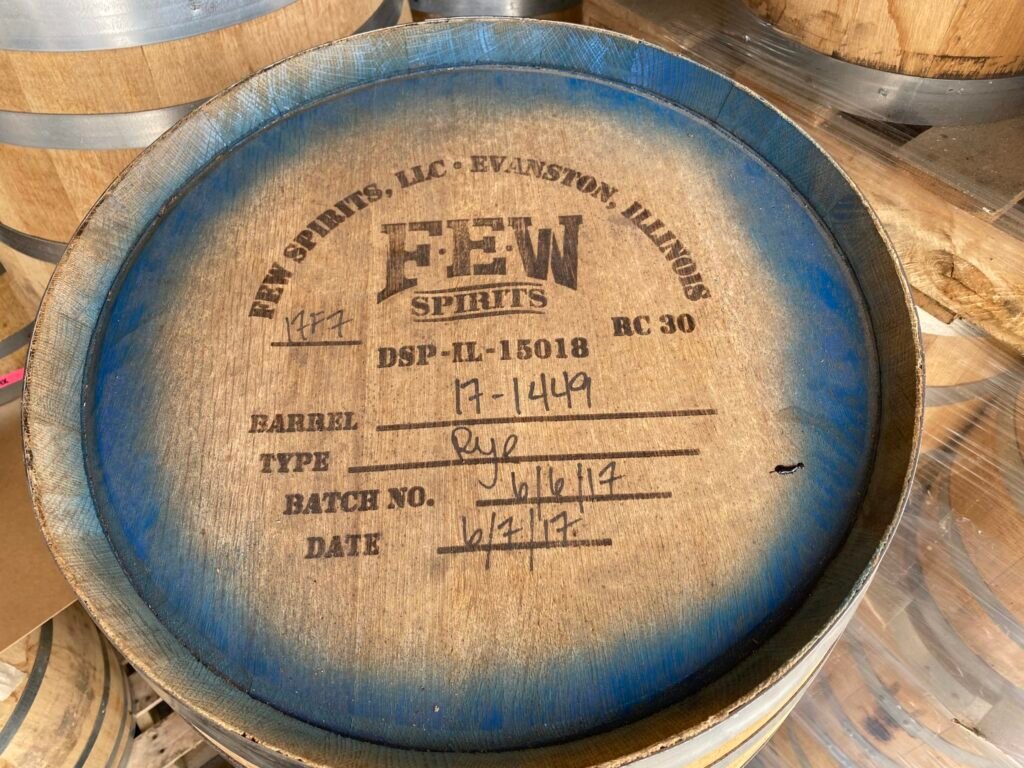 FEW SPIRITS, LLC · EVANSTON, ILLINOIS
F·E·W
SPIRITS
17F7
RC 30
DSP-IL-15018
BARREL 17-1449
TYPE Rye
BATCH NO. 6/6/17
DATE 6/7/17.